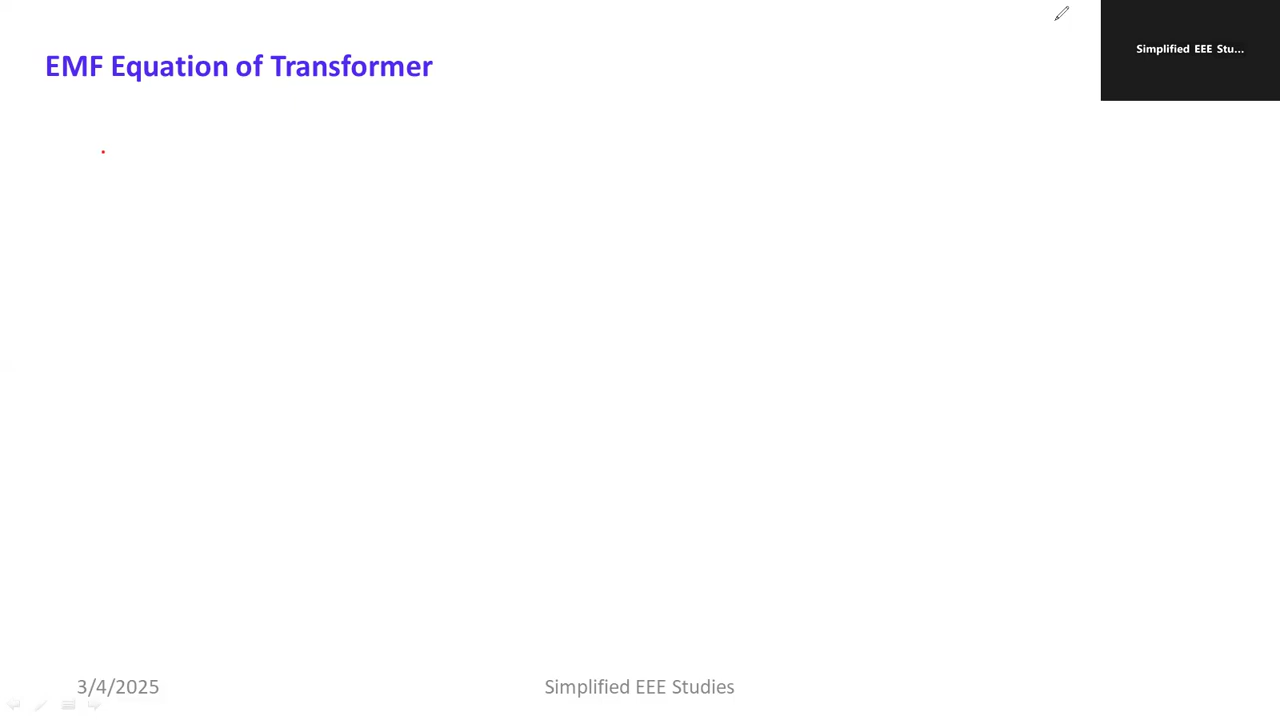 Simplified EEE Stu...
EMF Equation of Transformer
3/4/2025
Simplified EEE Studies